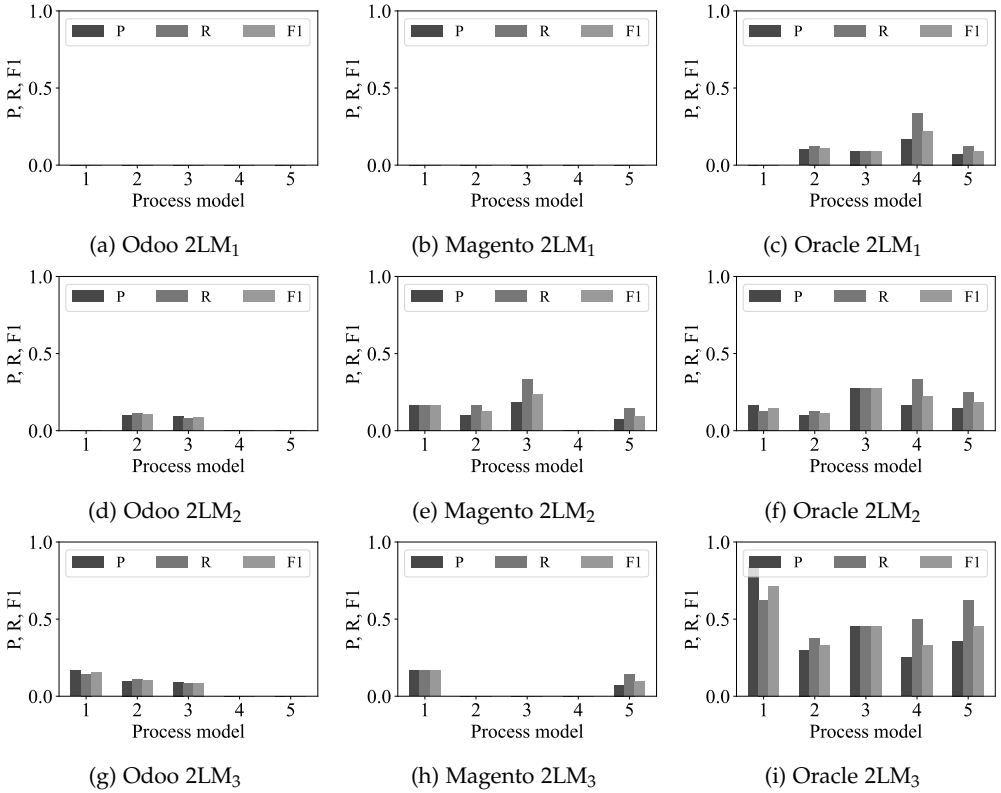 1.0
P R F1
P, R, F1
0.5
0.0
1 2 3 4 5
Process model
(a) Odoo 2LM₁
1.0
P R F1
P, R, F1
0.5
0.0
1 2 3 4 5
Process model
(b) Magento 2LM₁
1.0
P R F1
P, R, F1
0.5
0.0
1 2 3 4 5
Process model
(c) Oracle 2LM₁
1.0
P R F1
P, R, F1
0.5
0.0
1 2 3 4 5
Process model
(d) Odoo 2LM₂
1.0
P R F1
P, R, F1
0.5
0.0
1 2 3 4 5
Process model
(e) Magento 2LM₂
1.0
P R F1
P, R, F1
0.5
0.0
1 2 3 4 5
Process model
(f) Oracle 2LM₂
1.0
P R F1
P, R, F1
0.5
0.0
1 2 3 4 5
Process model
(g) Odoo 2LM₃
1.0
P R F1
P, R, F1
0.5
0.0
1 2 3 4 5
Process model
(h) Magento 2LM₃
1.0
P R F1
P, R, F1
0.5
0.0
1 2 3 4 5
Process model
(i) Oracle 2LM₃